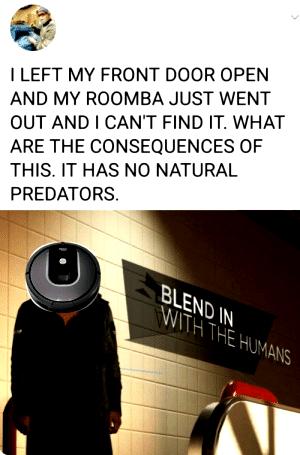 I LEFT MY FRONT DOOR OPEN
AND MY ROOMBA JUST WENT
OUT AND I CAN'T FIND IT. WHAT
ARE THE CONSEQUENCES OF
THIS. IT HAS NO NATURAL
PREDATORS.
BLEND IN
WITH THE HUMANS